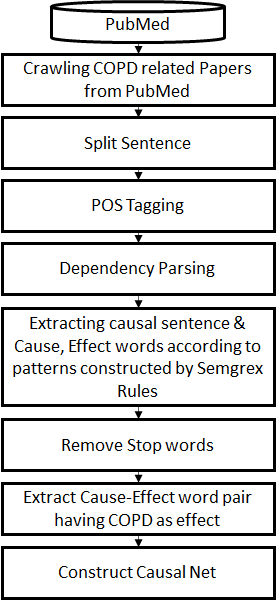 PubMed
Crawling COPD related Papers
from PubMed
Split Sentence
POS Tagging
Dependency Parsing
Extracting causal sentence &
Cause, Effect words according to
patterns constructed by Semgrex
Rules
Remove Stop words
Extract Cause-Effect word pair
having COPD as effect
Construct Causal Net